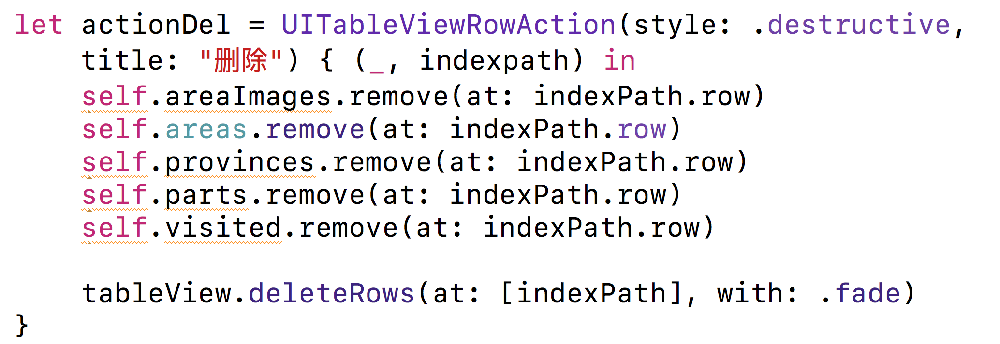 let actionDel = UITableViewRowAction(style: .destructive,
title: "删除") { (_, indexpath) in
self.areaImages.remove(at: indexPath.row)
self.areas.remove(at: indexPath.row)
self.provinces.remove(at: indexPath.row)
self.parts.remove(at: indexPath.row)
self.visited.remove(at: indexPath.row)
tableView.deleteRows(at: [indexPath], with: .fade)
}